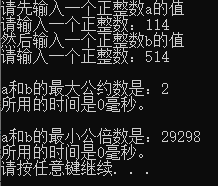 请先输入一个正整数a的值
请输入一个正整数：114
然后输入一个正整数b的值
请输入一个正整数：514
a和b的最大公约数是：2
所用的时间是0毫秒。
a和b的最小公倍数是：29298
所用的时间是0毫秒。
请按任意键继续. . .